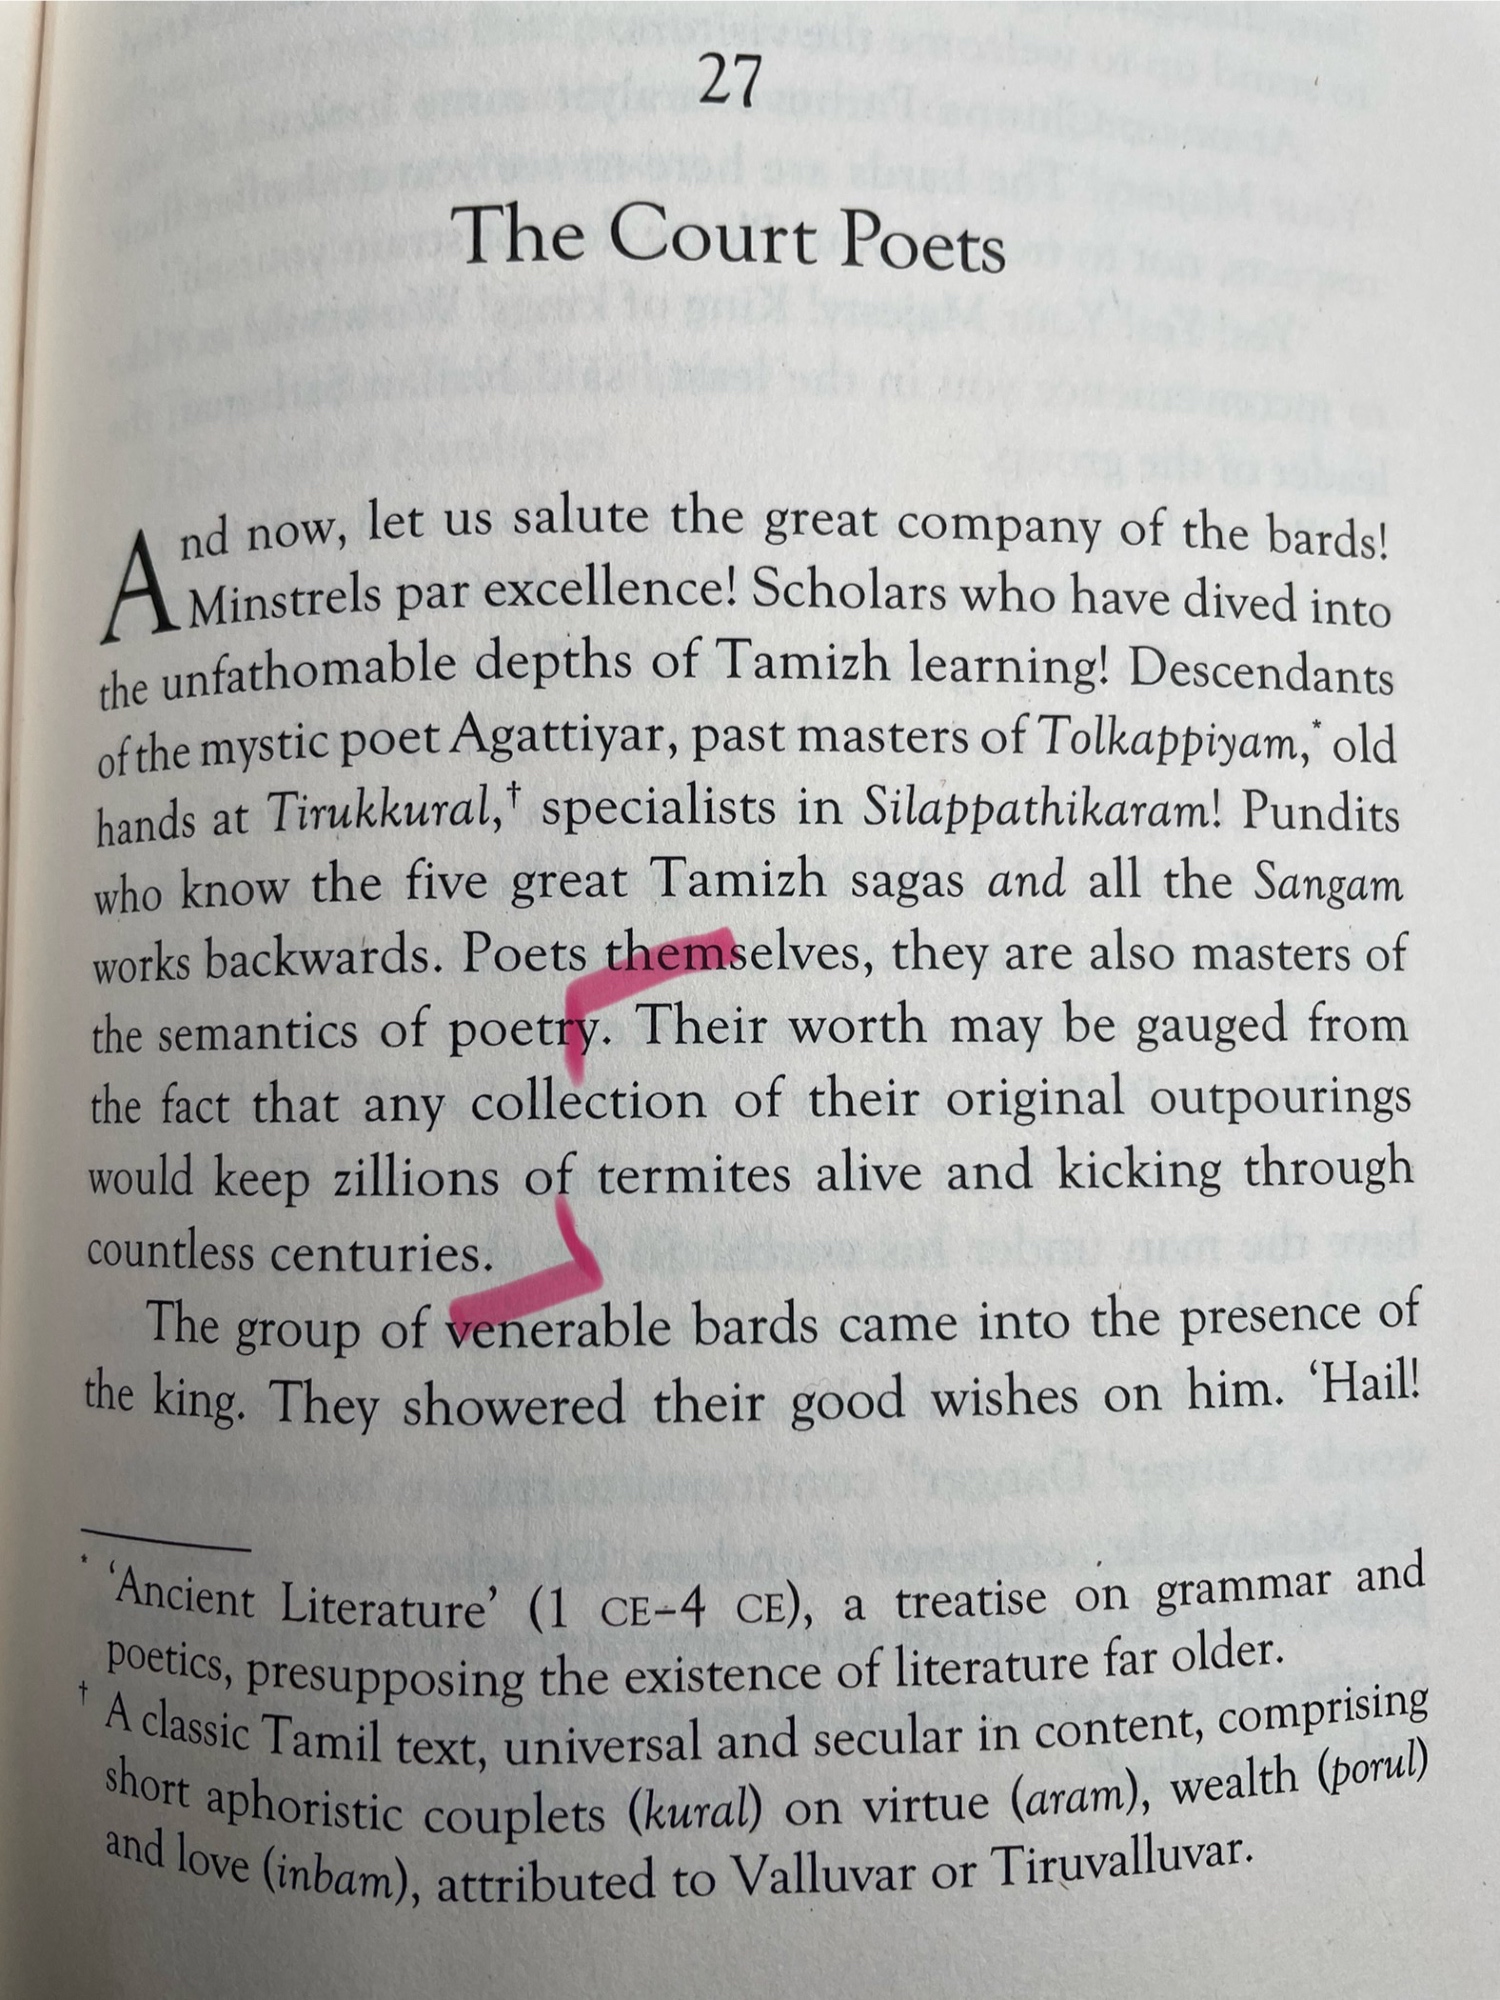 27
The Court Poets
And now, let us salute the great company of the bards!
Minstrels par excellence! Scholars who have dived into
the unfathomable depths of Tamizh learning! Descendants
of the mystic poet Agattiyar, past masters of Tolkappiyam,* old
hands at Tirukkural,† specialists in Silappathikaram! Pundits
who know the five great Tamizh sagas and all the Sangam
works backwards. Poets themselves, they are also masters of
the semantics of poetry. Their worth may be gauged from
the fact that any collection of their original outpourings
would keep zillions of termites alive and kicking through
countless centuries.
The group of venerable bards came into the presence of
the king. They showered their good wishes on him. ‘Hail!
* ‘Ancient Literature’ (1 CE–4 CE), a treatise on grammar and
poetics, presupposing the existence of literature far older.
† A classic Tamil text, universal and secular in content, comprising
short aphoristic couplets (kural) on virtue (aram), wealth (porul)
and love (inbam), attributed to Valluvar or Tiruvalluvar.